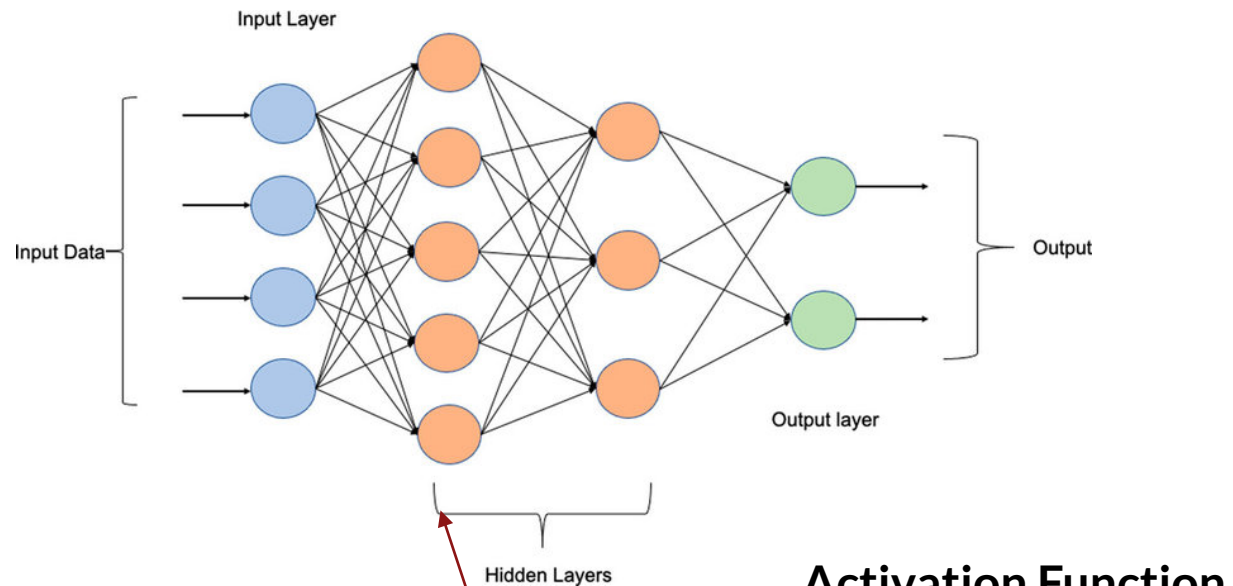 Input Layer
Input Data
Output
Output layer
Hidden Layers
Activation Function